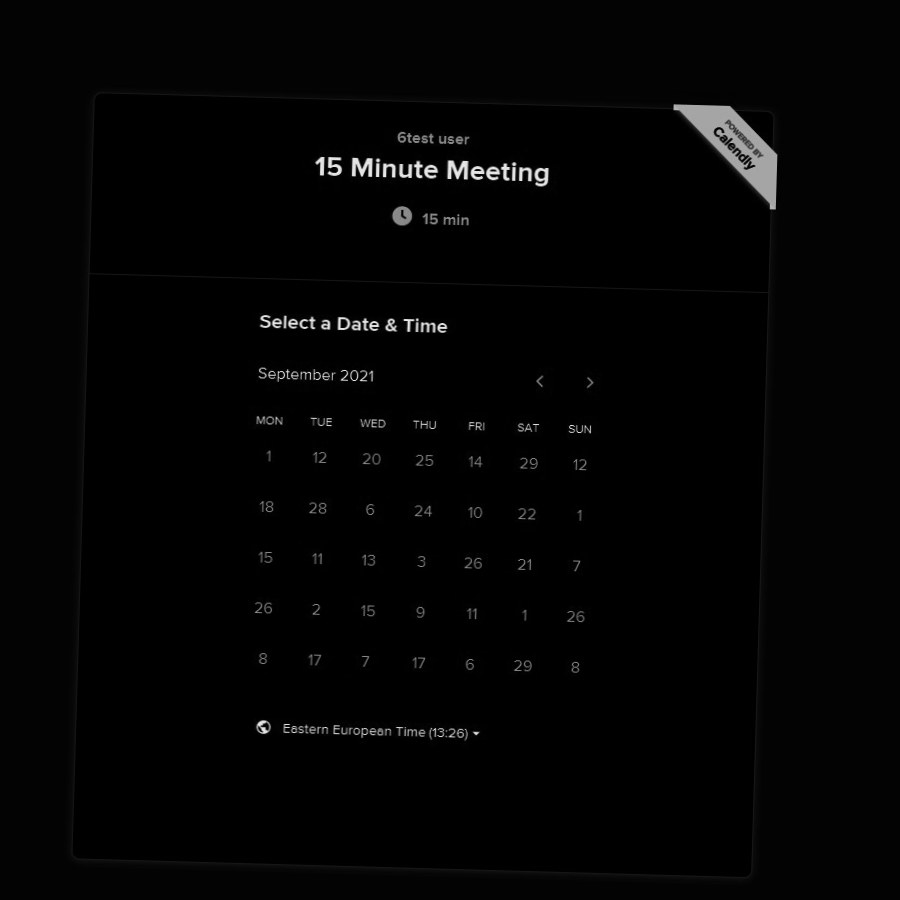 POWERED BY
Calendly
6test user
15 Minute Meeting
15 min
Select a Date & Time
September 2021
MON TUE WED THU FRI SAT SUN
1 12 20 25 14 29 12
18 28 6 24 10 22 1
15 11 13 3 26 21 7
26 2 15 9 11 1 26
8 17 7 17 6 29 8
Eastern European Time (13:26)